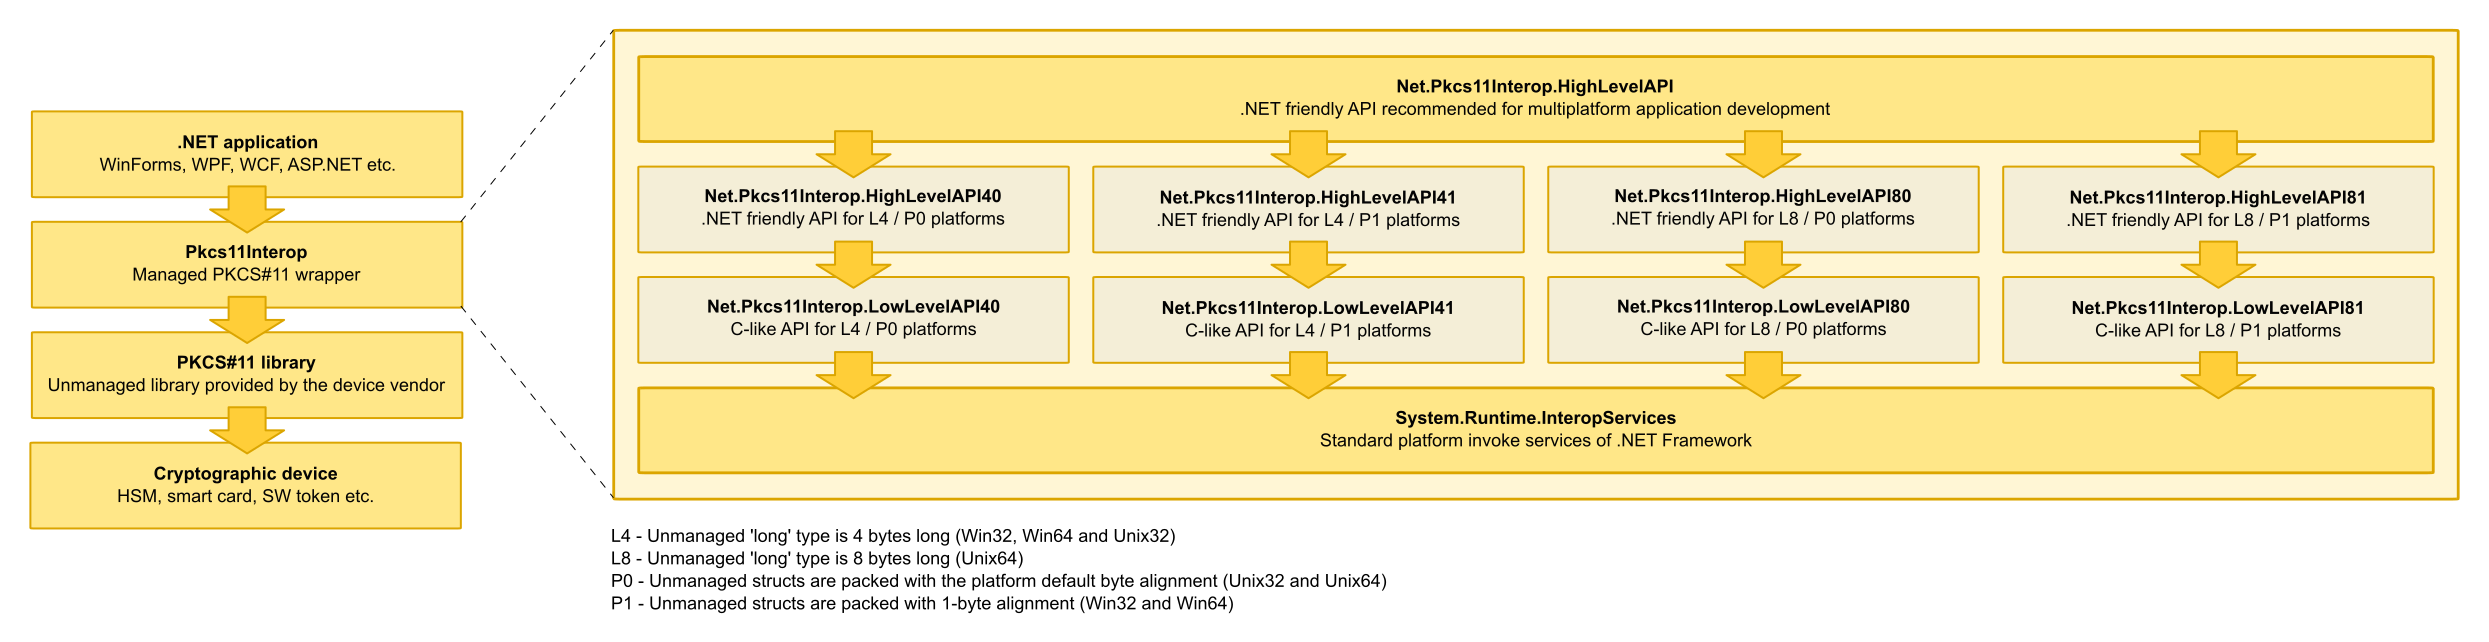 .NET application
WinForms, WPF, WCF, ASP.NET etc.
Pkcs11Interop
Managed PKCS#11 wrapper
PKCS#11 library
Unmanaged library provided by the device vendor
Cryptographic device
HSM, smart card, SW token etc.
Net.Pkcs11Interop.HighLevelAPI
.NET friendly API recommended for multiplatform application development
Net.Pkcs11Interop.HighLevelAPI40
.NET friendly API for L4 / P0 platforms
Net.Pkcs11Interop.HighLevelAPI41
.NET friendly API for L4 / P1 platforms
Net.Pkcs11Interop.HighLevelAPI80
.NET friendly API for L8 / P0 platforms
Net.Pkcs11Interop.HighLevelAPI81
.NET friendly API for L8 / P1 platforms
Net.Pkcs11Interop.LowLevelAPI40
C-like API for L4 / P0 platforms
Net.Pkcs11Interop.LowLevelAPI41
C-like API for L4 / P1 platforms
Net.Pkcs11Interop.LowLevelAPI80
C-like API for L8 / P0 platforms
Net.Pkcs11Interop.LowLevelAPI81
C-like API for L8 / P1 platforms
System.Runtime.InteropServices
Standard platform invoke services of .NET Framework
L4 - Unmanaged 'long' type is 4 bytes long (Win32, Win64 and Unix32)
L8 - Unmanaged 'long' type is 8 bytes long (Unix64)
P0 - Unmanaged structs are packed with the platform default byte alignment (Unix32 and Unix64)
P1 - Unmanaged structs are packed with 1-byte alignment (Win32 and Win64)